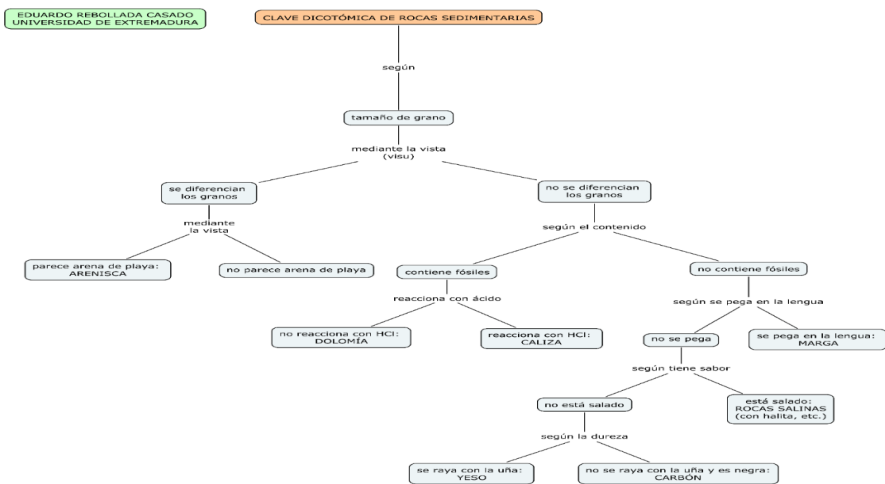 EDUARDO REBOLLADA CASADO
UNIVERSIDAD DE EXTREMADURA
CLAVE DICOTÓMICA DE ROCAS SEDIMENTARIAS
según
tamaño de grano
mediante la vista
(visu)
se diferencian
los granos
no se diferencian
los granos
mediante
la vista
según el contenido
parece arena de playa:
ARENISCA
no parece arena de playa
contiene fósiles
no contiene fósiles
reacciona con ácido
según se pega en la lengua
no reacciona con HCl:
DOLOMÍA
reacciona con HCl:
CALIZA
no se pega
se pega en la lengua:
MARGA
según tiene sabor
no está salado
está salado:
ROCAS SALINAS
(con halita, etc.)
según la dureza
se raya con la uña:
YESO
no se raya con la uña y es negra:
CARBÓN